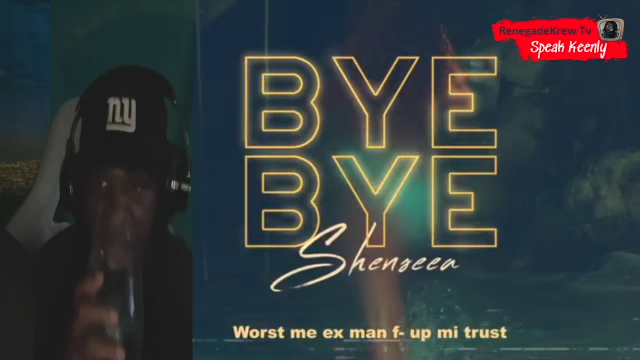 RenegadeKrew Tv
Speak Keenly
ny
BYE
BYE
Shenseea
Worst me ex man f- up mi trust